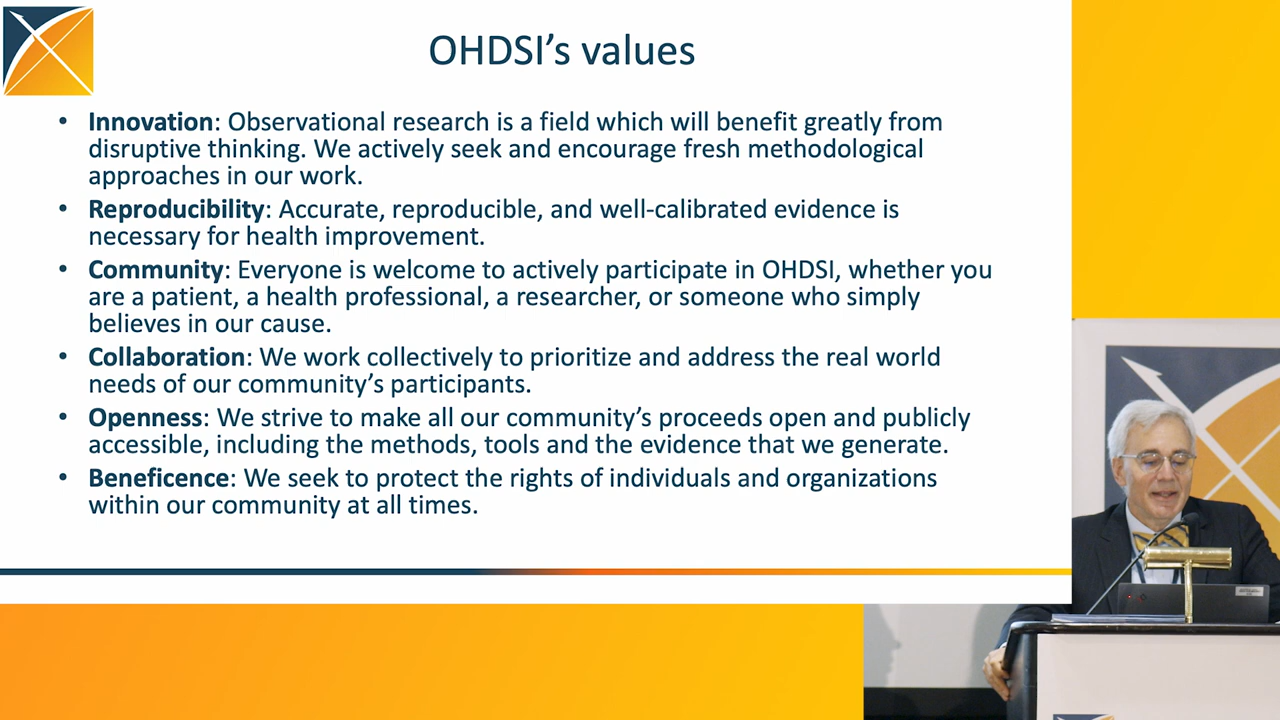 OHDSI’s values
• Innovation: Observational research is a field which will benefit greatly from
disruptive thinking. We actively seek and encourage fresh methodological
approaches in our work.
• Reproducibility: Accurate, reproducible, and well-calibrated evidence is
necessary for health improvement.
• Community: Everyone is welcome to actively participate in OHDSI, whether you
are a patient, a health professional, a researcher, or someone who simply
believes in our cause.
• Collaboration: We work collectively to prioritize and address the real world
needs of our community’s participants.
• Openness: We strive to make all our community’s proceeds open and publicly
accessible, including the methods, tools and the evidence that we generate.
• Beneficence: We seek to protect the rights of individuals and organizations
within our community at all times.